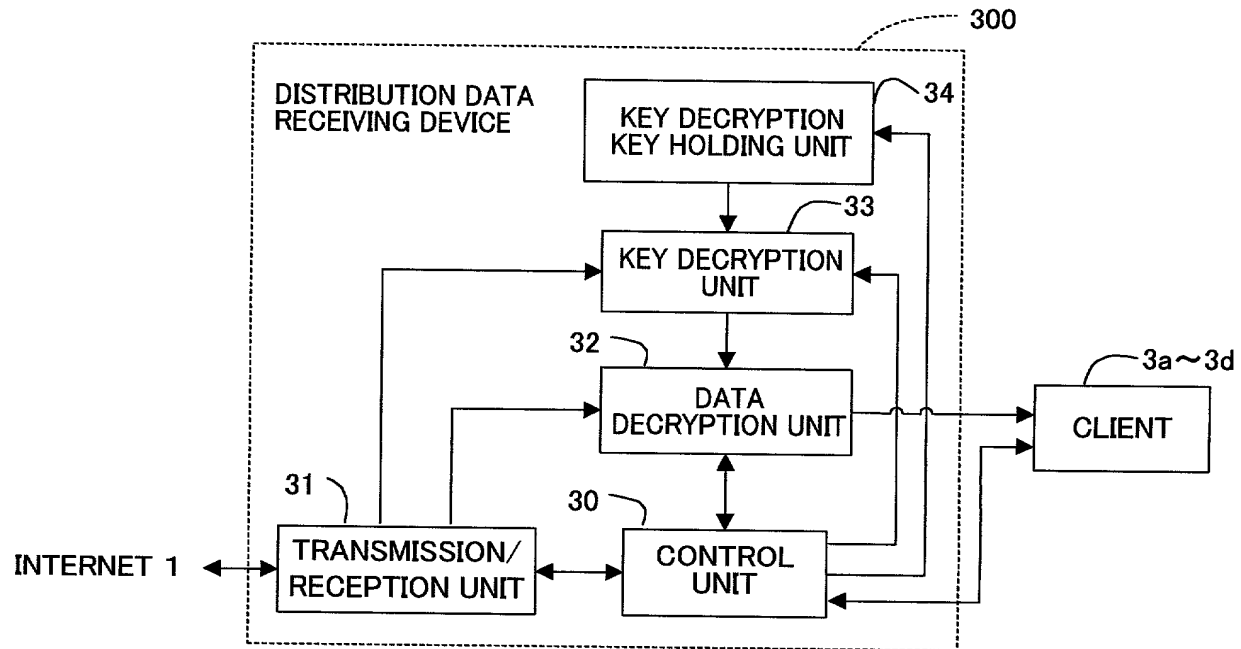 300
DISTRIBUTION DATA
RECEIVING DEVICE
34
KEY DECRYPTION
KEY HOLDING UNIT
33
KEY DECRYPTION
UNIT
32
DATA
DECRYPTION UNIT
3a～3d
CLIENT
31
TRANSMISSION/
RECEPTION UNIT
30
CONTROL
UNIT
INTERNET 1